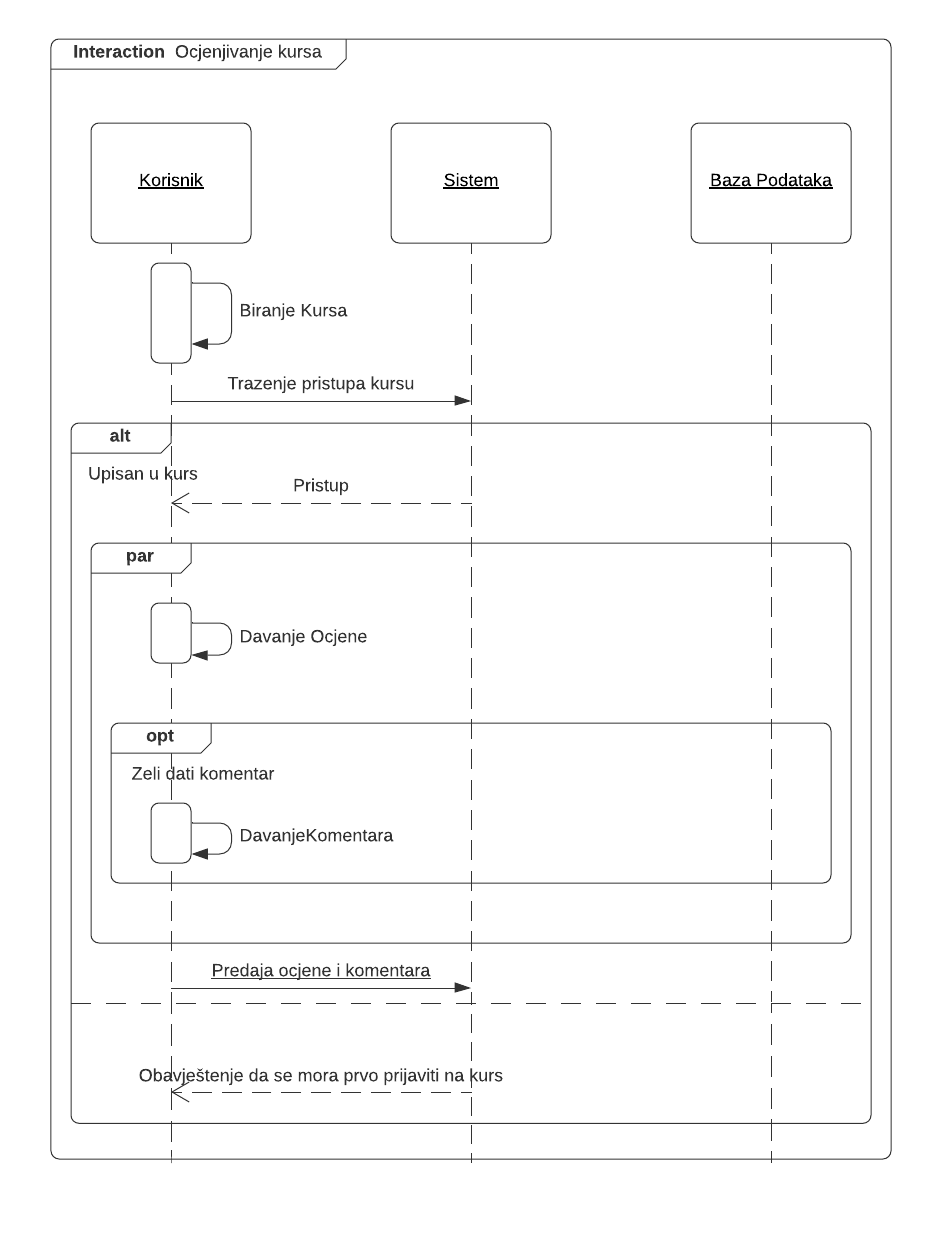 Interaction Ocjenjivanje kursa
Korisnik
Sistem
Baza Podataka
Biranje Kursa
Trazenje pristupa kursu
alt
Upisan u kurs
Pristup
par
Davanje Ocjene
opt
Zeli dati komentar
DavanjeKomentara
Predaja ocjene i komentara
Obavještenje da se mora prvo prijaviti na kurs